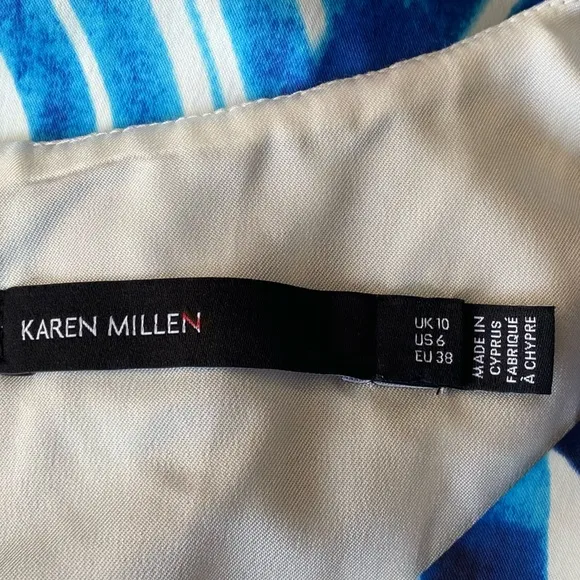 KAREN MILLEN
UK 10
US 6
EU 38
MADE IN
CYPRUS
FABRIQUÉ
À CHYPRE